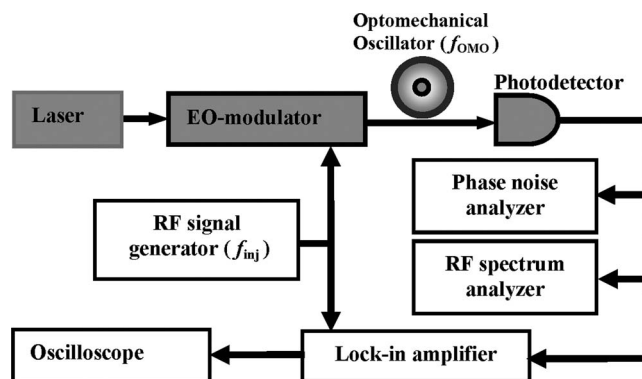 Optomechanical
Oscillator (fOMO)
Photodetector
Laser
EO-modulator
Phase noise
analyzer
RF signal
generator (finj)
RF spectrum
analyzer
Oscilloscope
Lock-in amplifier